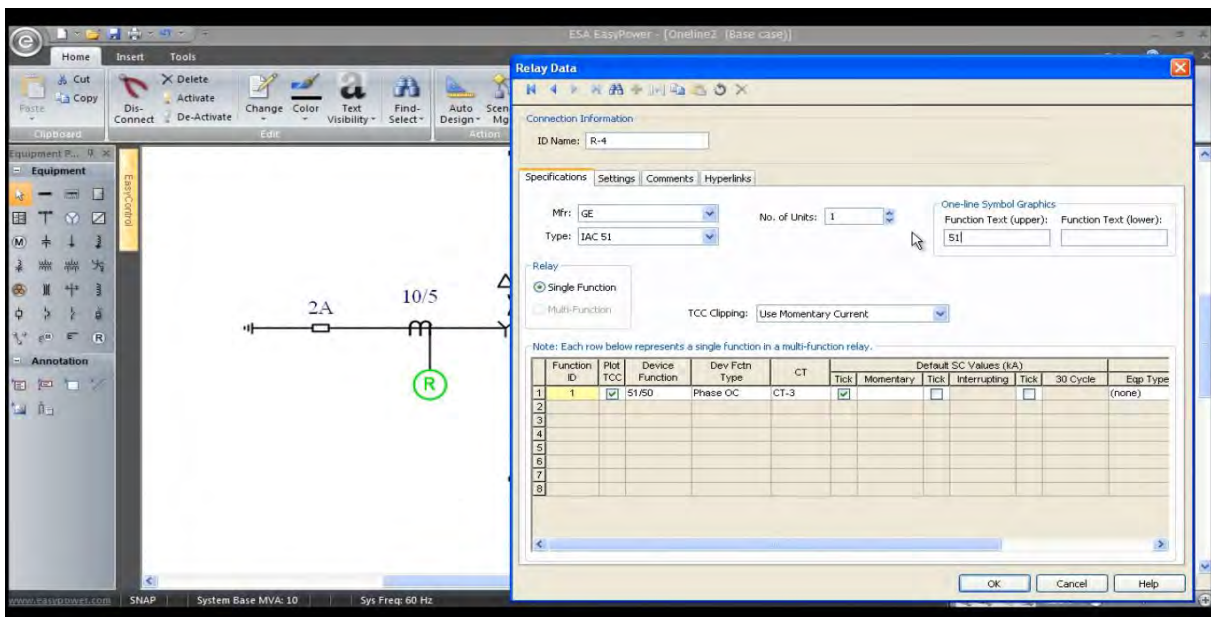 ESA EasyPower - [Oneline2 (Base case)]
Home Insert Tools
Paste
Cut
Copy
Clipboard
Dis-Connect
Delete
Activate
De-Activate
Change
Color
Text Visibility
Edit
Find-Select
Auto Design
Scen
Mg
Action
Equipment P...
Equipment
EasyControl
M
R
Annotation
2A
10/5
R
Relay Data
Connection Information
ID Name: R-4
Specifications Settings Comments Hyperlinks
Mfr: GE
Type: IAC 51
No. of Units: 1
One-line Symbol Graphics
Function Text (upper): Function Text (lower):
51
Relay
Single Function
Multi-Function
TCC Clipping: Use Momentary Current
Note: Each row below represents a single function in a multi-function relay.
Function ID Plot TCC Device Function Dev Fctn Type CT Default SC Values (kA)
Tick Momentary Tick Interrupting Tick 30 Cycle Eqp Type
1 1 51/50 Phase OC CT-3 (none)
2
3
4
5
6
7
8
OK Cancel Help
www.easypower.com SNAP System Base MVA: 10 Sys Freq: 60 Hz